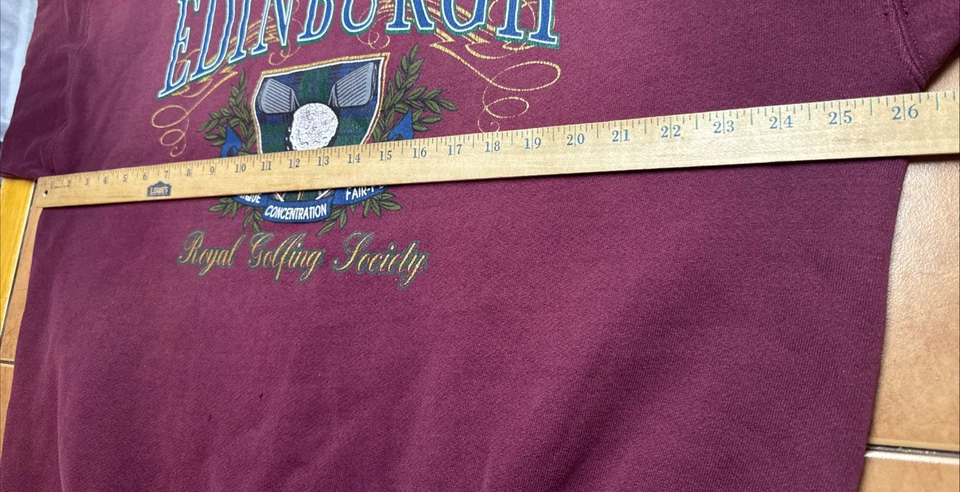 EDINBURGH
2 3 4 5 6 7 8 9 10 11 12 13 14 15 16 17 18 19 20 21 22 23 24 25 26
LOWE'S
CONCENTRATION FAIR-P
Royal Golfing Society